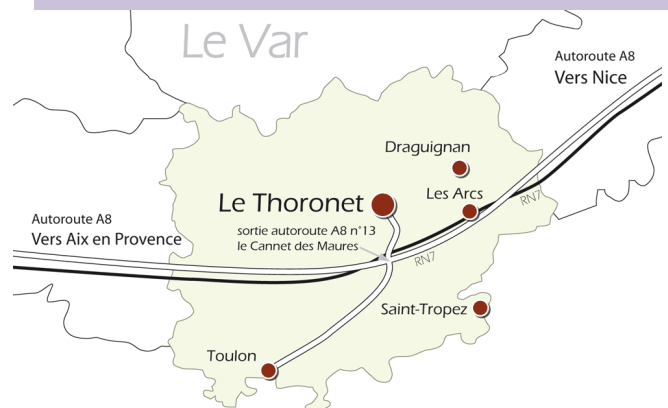 Le Var
Autoroute A8
Vers Nice
Draguignan
Les Arcs
RN7
Le Thoronet
sortie autoroute A8 n°13
le Cannet des Maures
Autoroute A8
Vers Aix en Provence
RN7
Saint-Tropez
Toulon